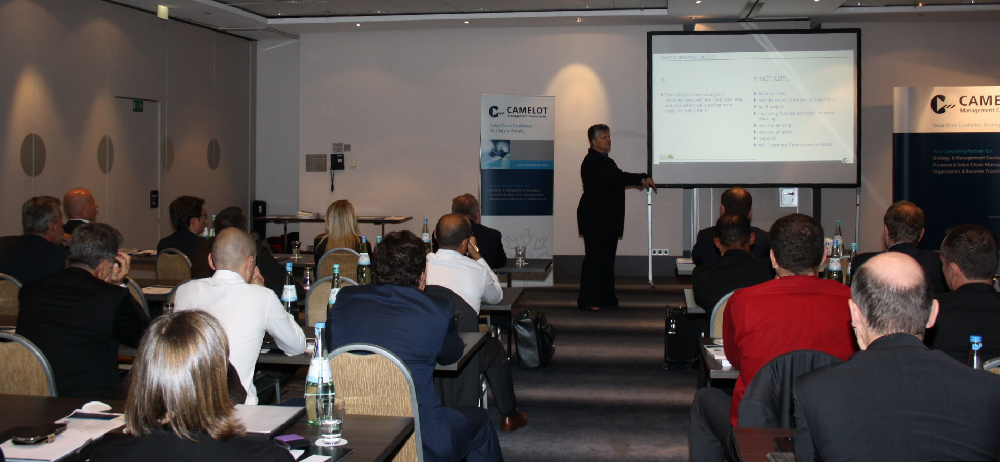 WHAT IS DEMAND DRIVEN?
IS
The ability to sense changes in
customer demand then adapt planning
and production while pulling from
suppliers in real time!
IS NOT JUST...
Make to order
Reorder point inventory management
An IT project
Improving forecast accuracy/ demand
planning
demand sensing
demand shaping
'big data'
APS, Inventory Optimisation or MEIO
CAMELOT
Management Consultants
Value Chain Excellence.
Strategy to Results.
www.camelot-mc.com
Your Consulting Partner for:
Strategy & Management Consulting
Processes & Value Chain Management
Organization & Business Transformation
CAME
Management C
Value Chain Excellence. Strateg
Your Consulting Partner for:
Strategy & Management Consu
Processes & Value Chain Manag
Organization & Business Transf
www